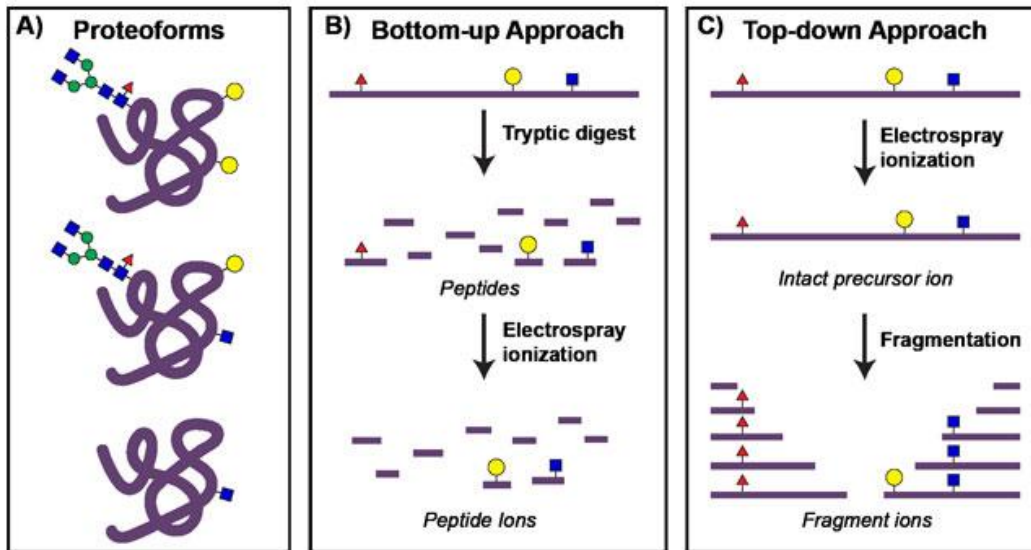 A) Proteoforms
B) Bottom-up Approach
Tryptic digest
Peptides
Electrospray
ionization
Peptide Ions
C) Top-down Approach
Electrospray
ionization
Intact precursor ion
Fragmentation
Fragment ions